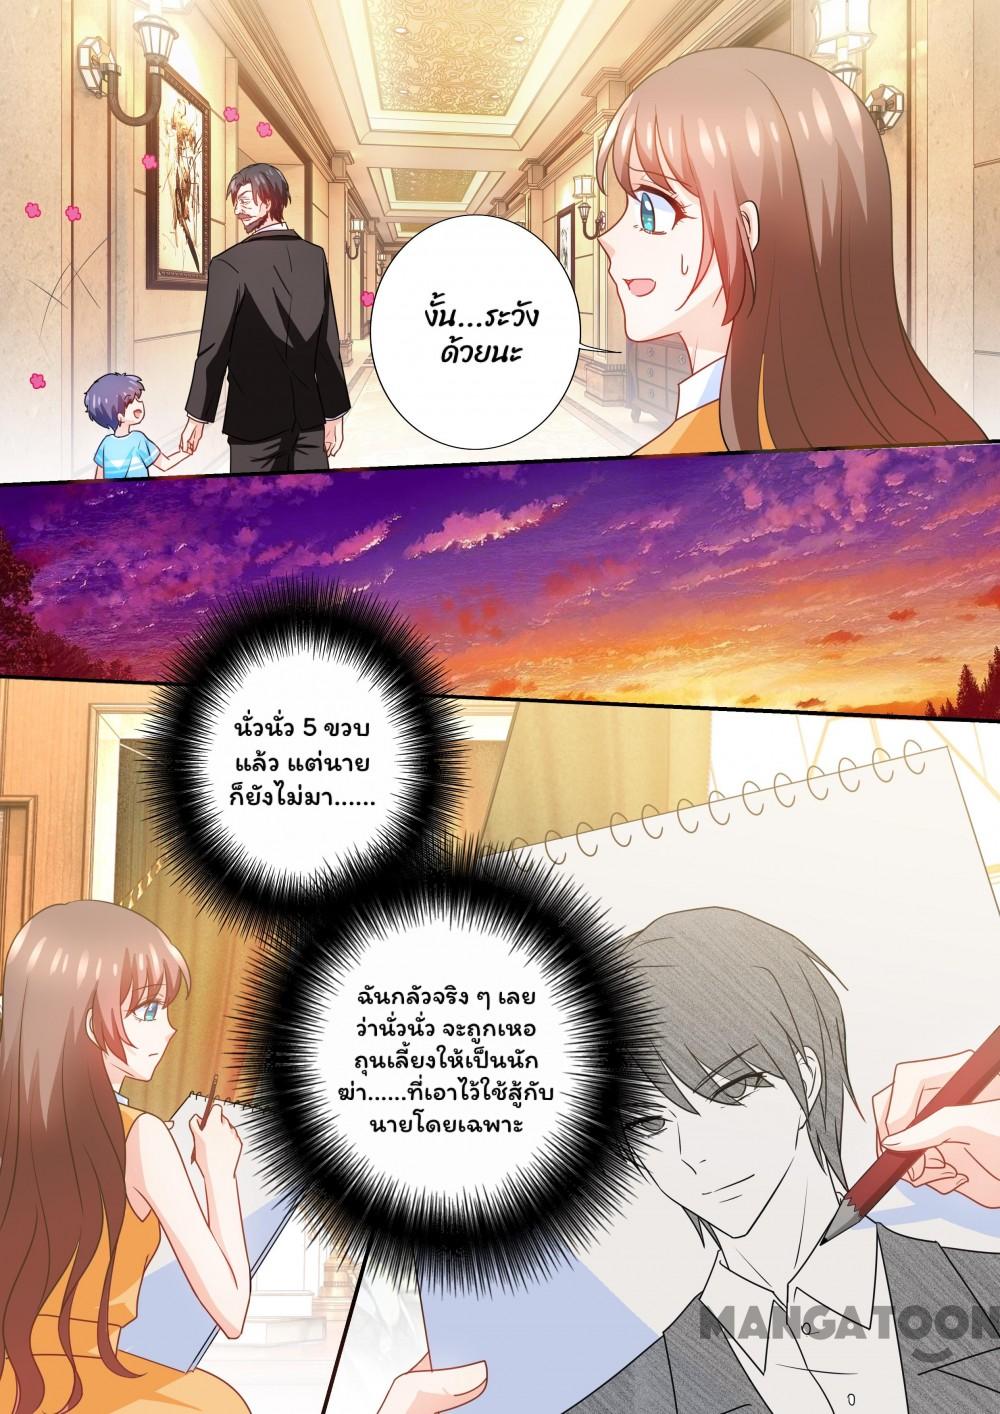 งั้น...ระวัง
ด้วยนะ
นั่วนั่ว 5 ขวบ
แล้ว แต่นาย
ก็ยังไม่มา......
ฉันกลัวจริง ๆ เลย
ว่านั่วนั่ว จะถูกเหอ
ถุนเลี้ยงให้เป็นนัก
ฆ่า......ที่เอาไว้ใช้สู้กับ
นายโดยเฉพาะ
MANGATOON